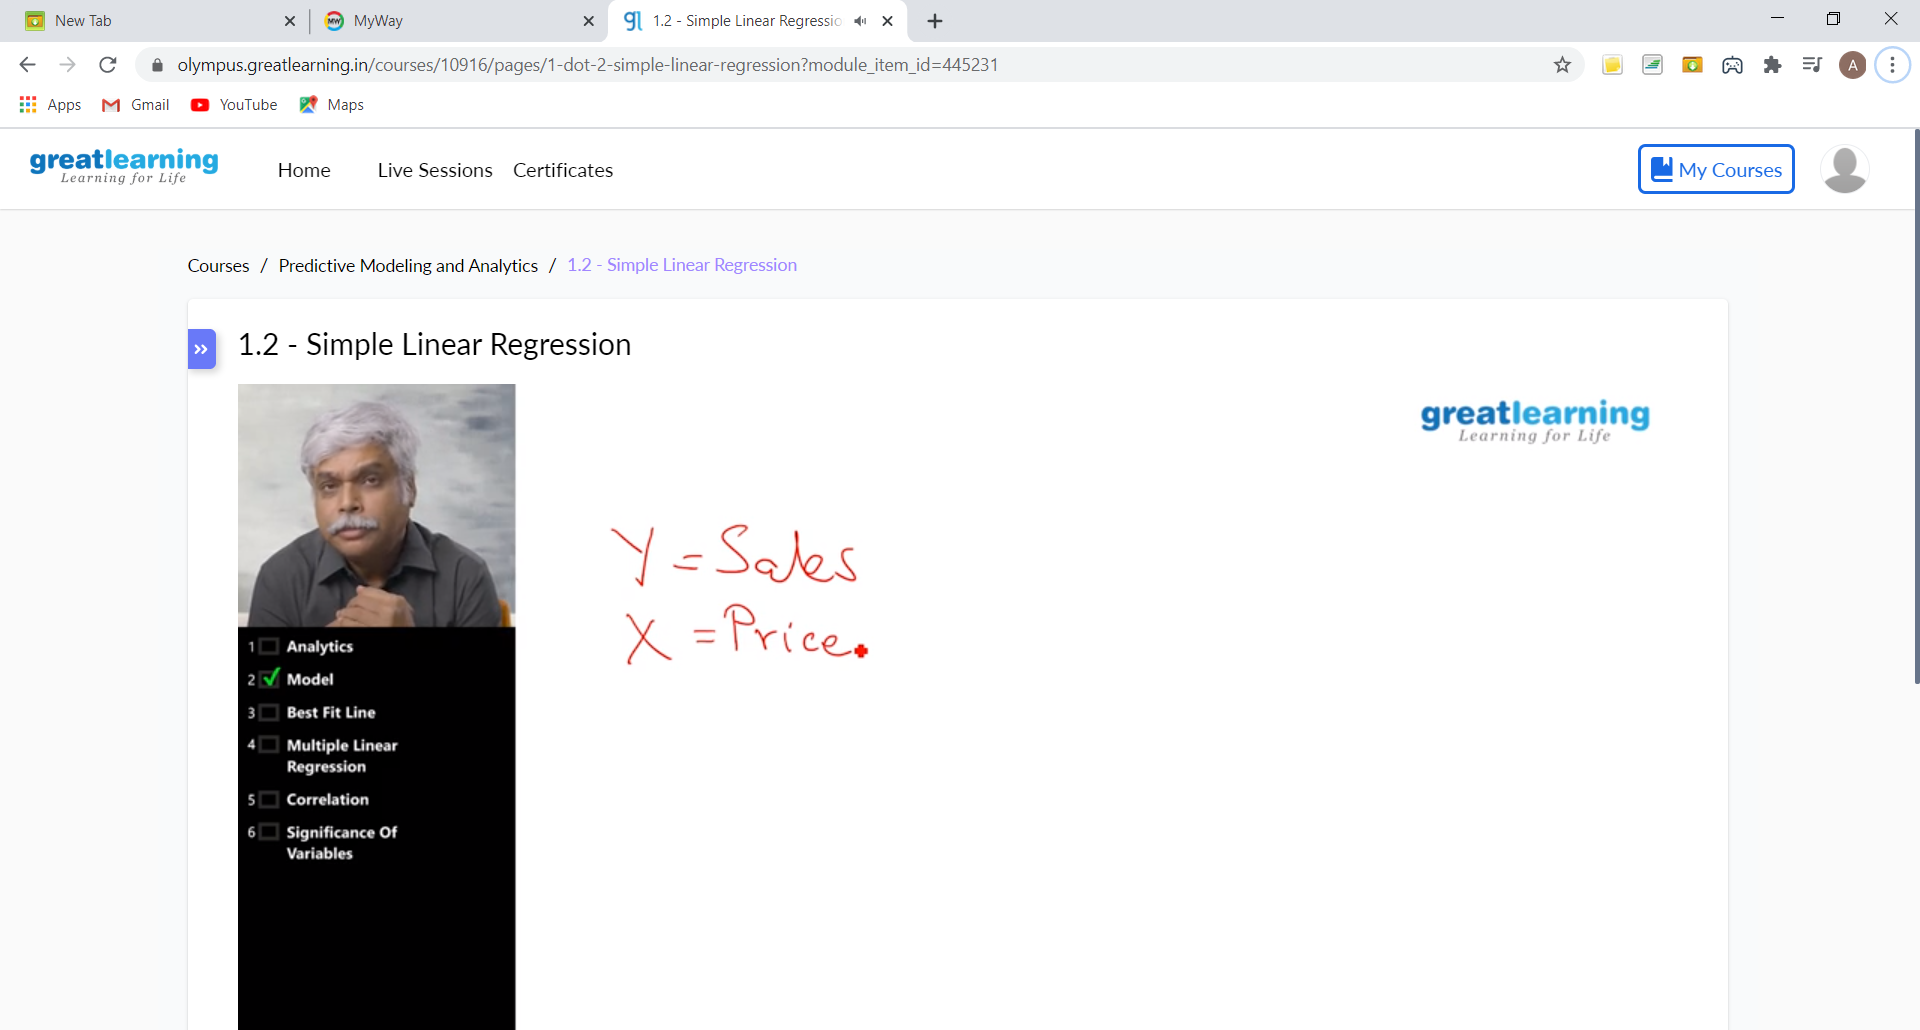 New Tab
MyWay
1.2 - Simple Linear Regressio
olympus.greatlearning.in/courses/10916/pages/1-dot-2-simple-linear-regression?module_item_id=445231
A
Apps
Gmail
YouTube
Maps
greatlearning
Learning for Life
Home
Live Sessions
Certificates
My Courses
Courses / Predictive Modeling and Analytics / 1.2 - Simple Linear Regression
1.2 - Simple Linear Regression
greatlearning
Learning for Life
Y = Sales
X = Price
1 Analytics
2 Model
3 Best Fit Line
4 Multiple Linear
Regression
5 Correlation
6 Significance Of
Variables